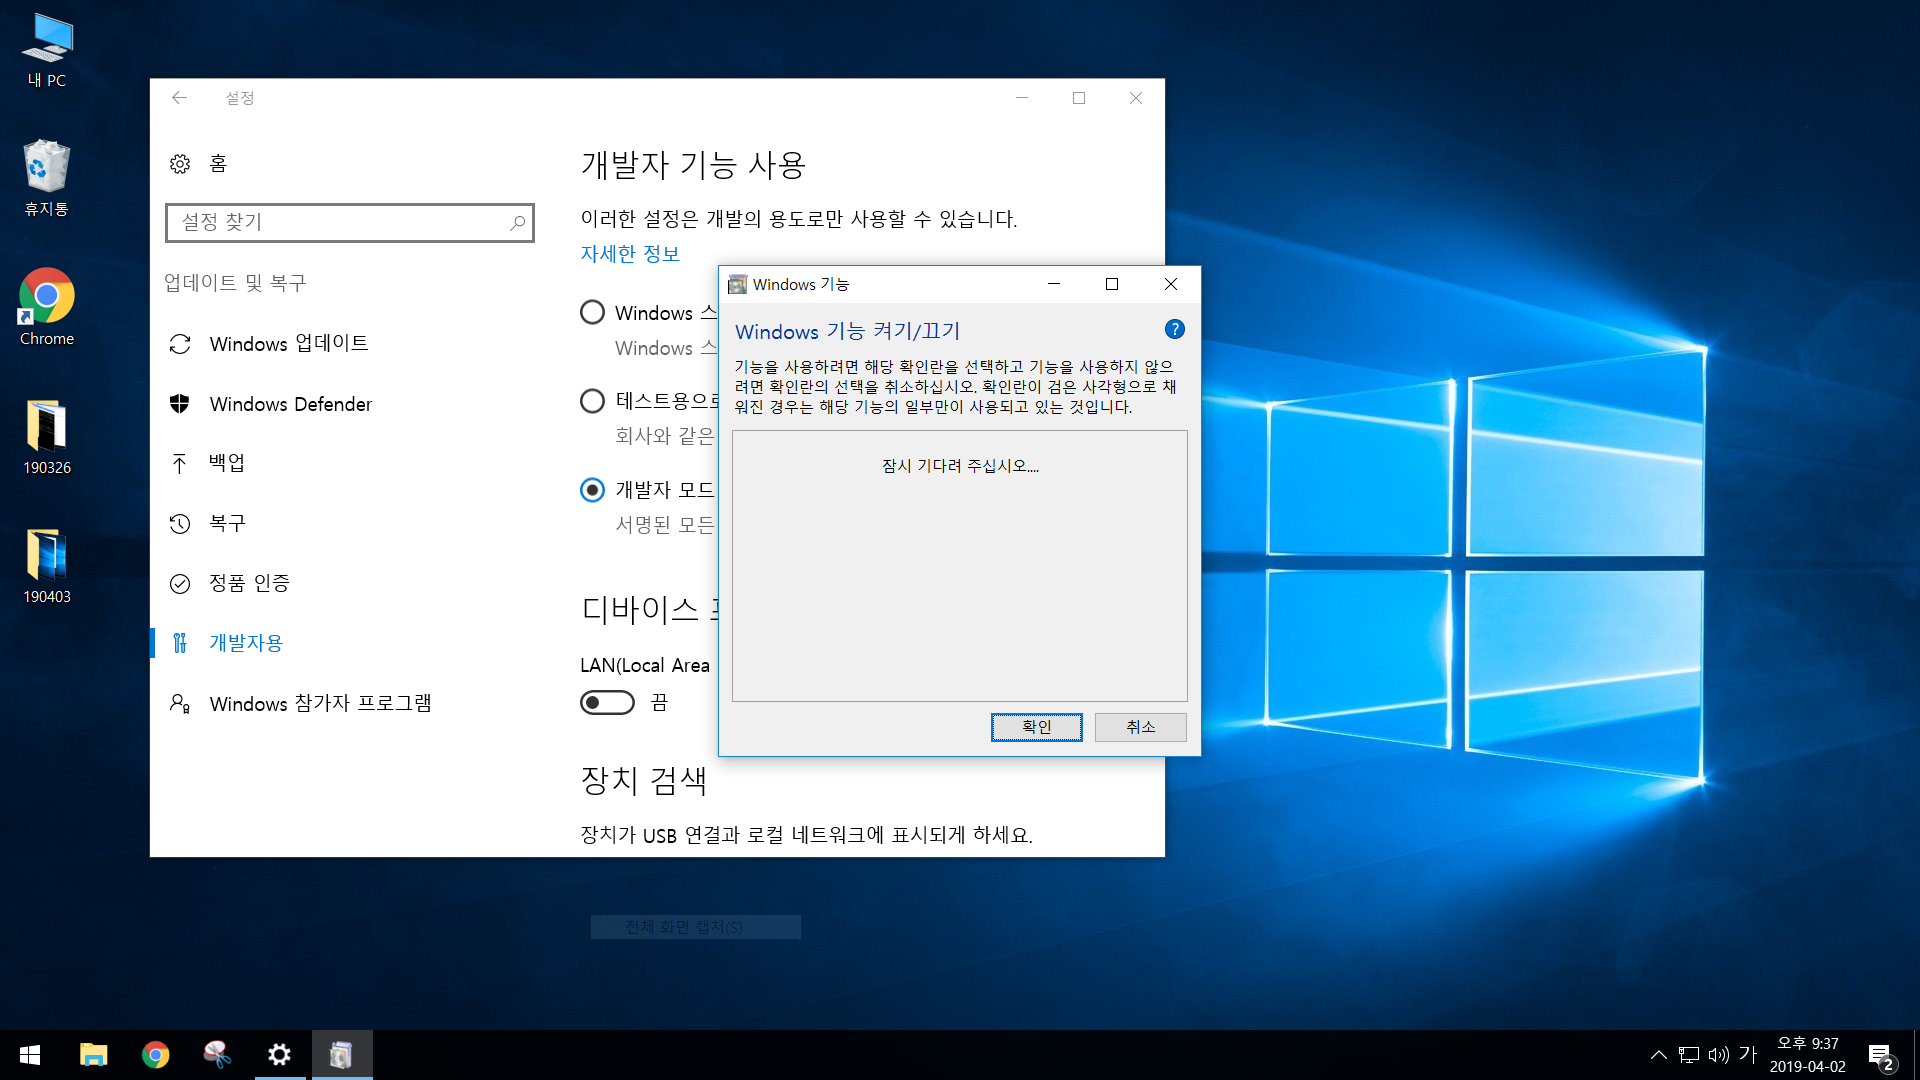 내 PC
휴지통
Chrome
190326
190403
설정
홈
설정 찾기
업데이트 및 복구
Windows 업데이트
Windows Defender
백업
복구
정품 인증
개발자용
Windows 참가자 프로그램
개발자 기능 사용
이러한 설정은 개발의 용도로만 사용할 수 있습니다.
자세한 정보
Windows 스
Windows 스
테스트용으로
회사와 같은
개발자 모드
서명된 모든
디바이스
LAN(Local Area
끔
장치 검색
장치가 USB 연결과 로컬 네트워크에 표시되게 하세요.
Windows 기능
Windows 기능 켜기/끄기
?
기능을 사용하려면 해당 확인란을 선택하고 기능을 사용하지 않으
려면 확인란의 선택을 취소하십시오. 확인란이 검은 사각형으로 채
워진 경우는 해당 기능의 일부만이 사용되고 있는 것입니다.
잠시 기다려 주십시오....
확인
취소
전체 화면 캡처(S)
가
오후 9:37
2019-04-02
2